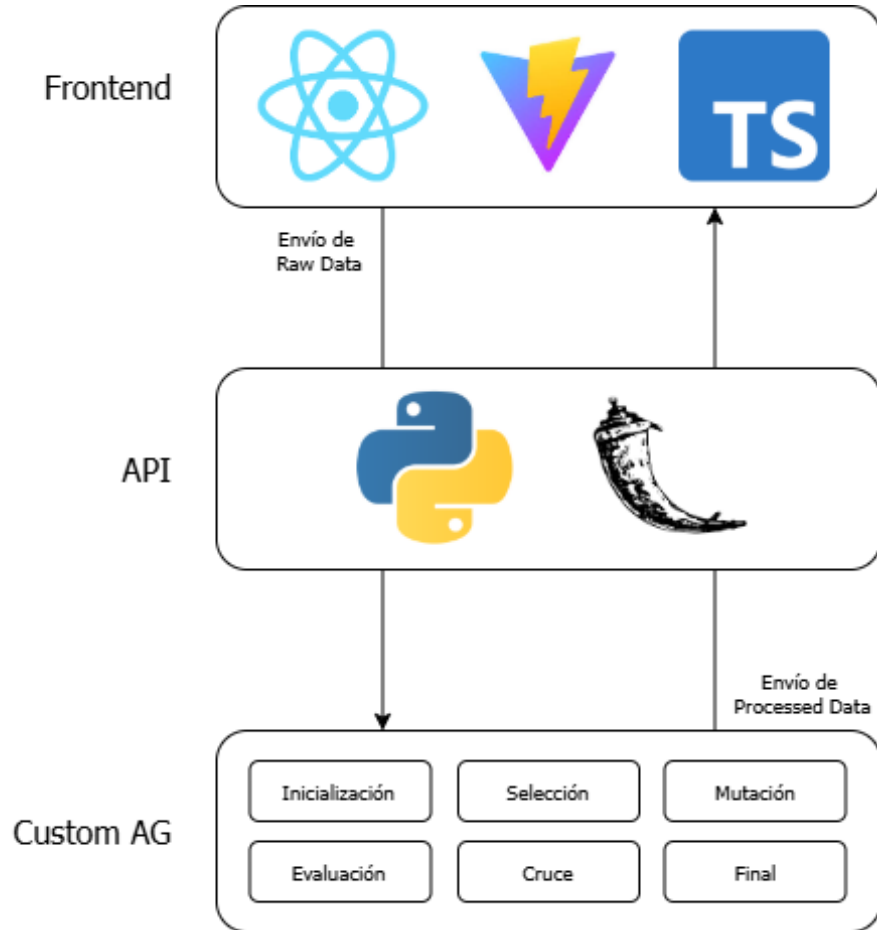 Frontend
TS
Envío de
Raw Data
API
Envío de
Processed Data
Custom AG
Inicialización
Selección
Mutación
Evaluación
Cruce
Final